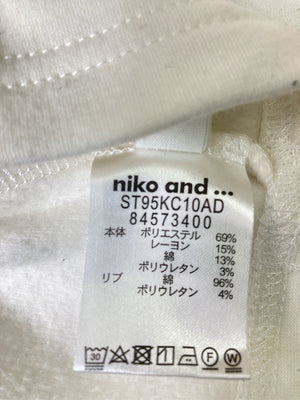 niko and ...
ST95KC10AD
84573400
本体 ポリエステル 69%
レーヨン 15%
綿 13%
ポリウレタン 3%
リブ 綿 96%
ポリウレタン 4%
30 F W